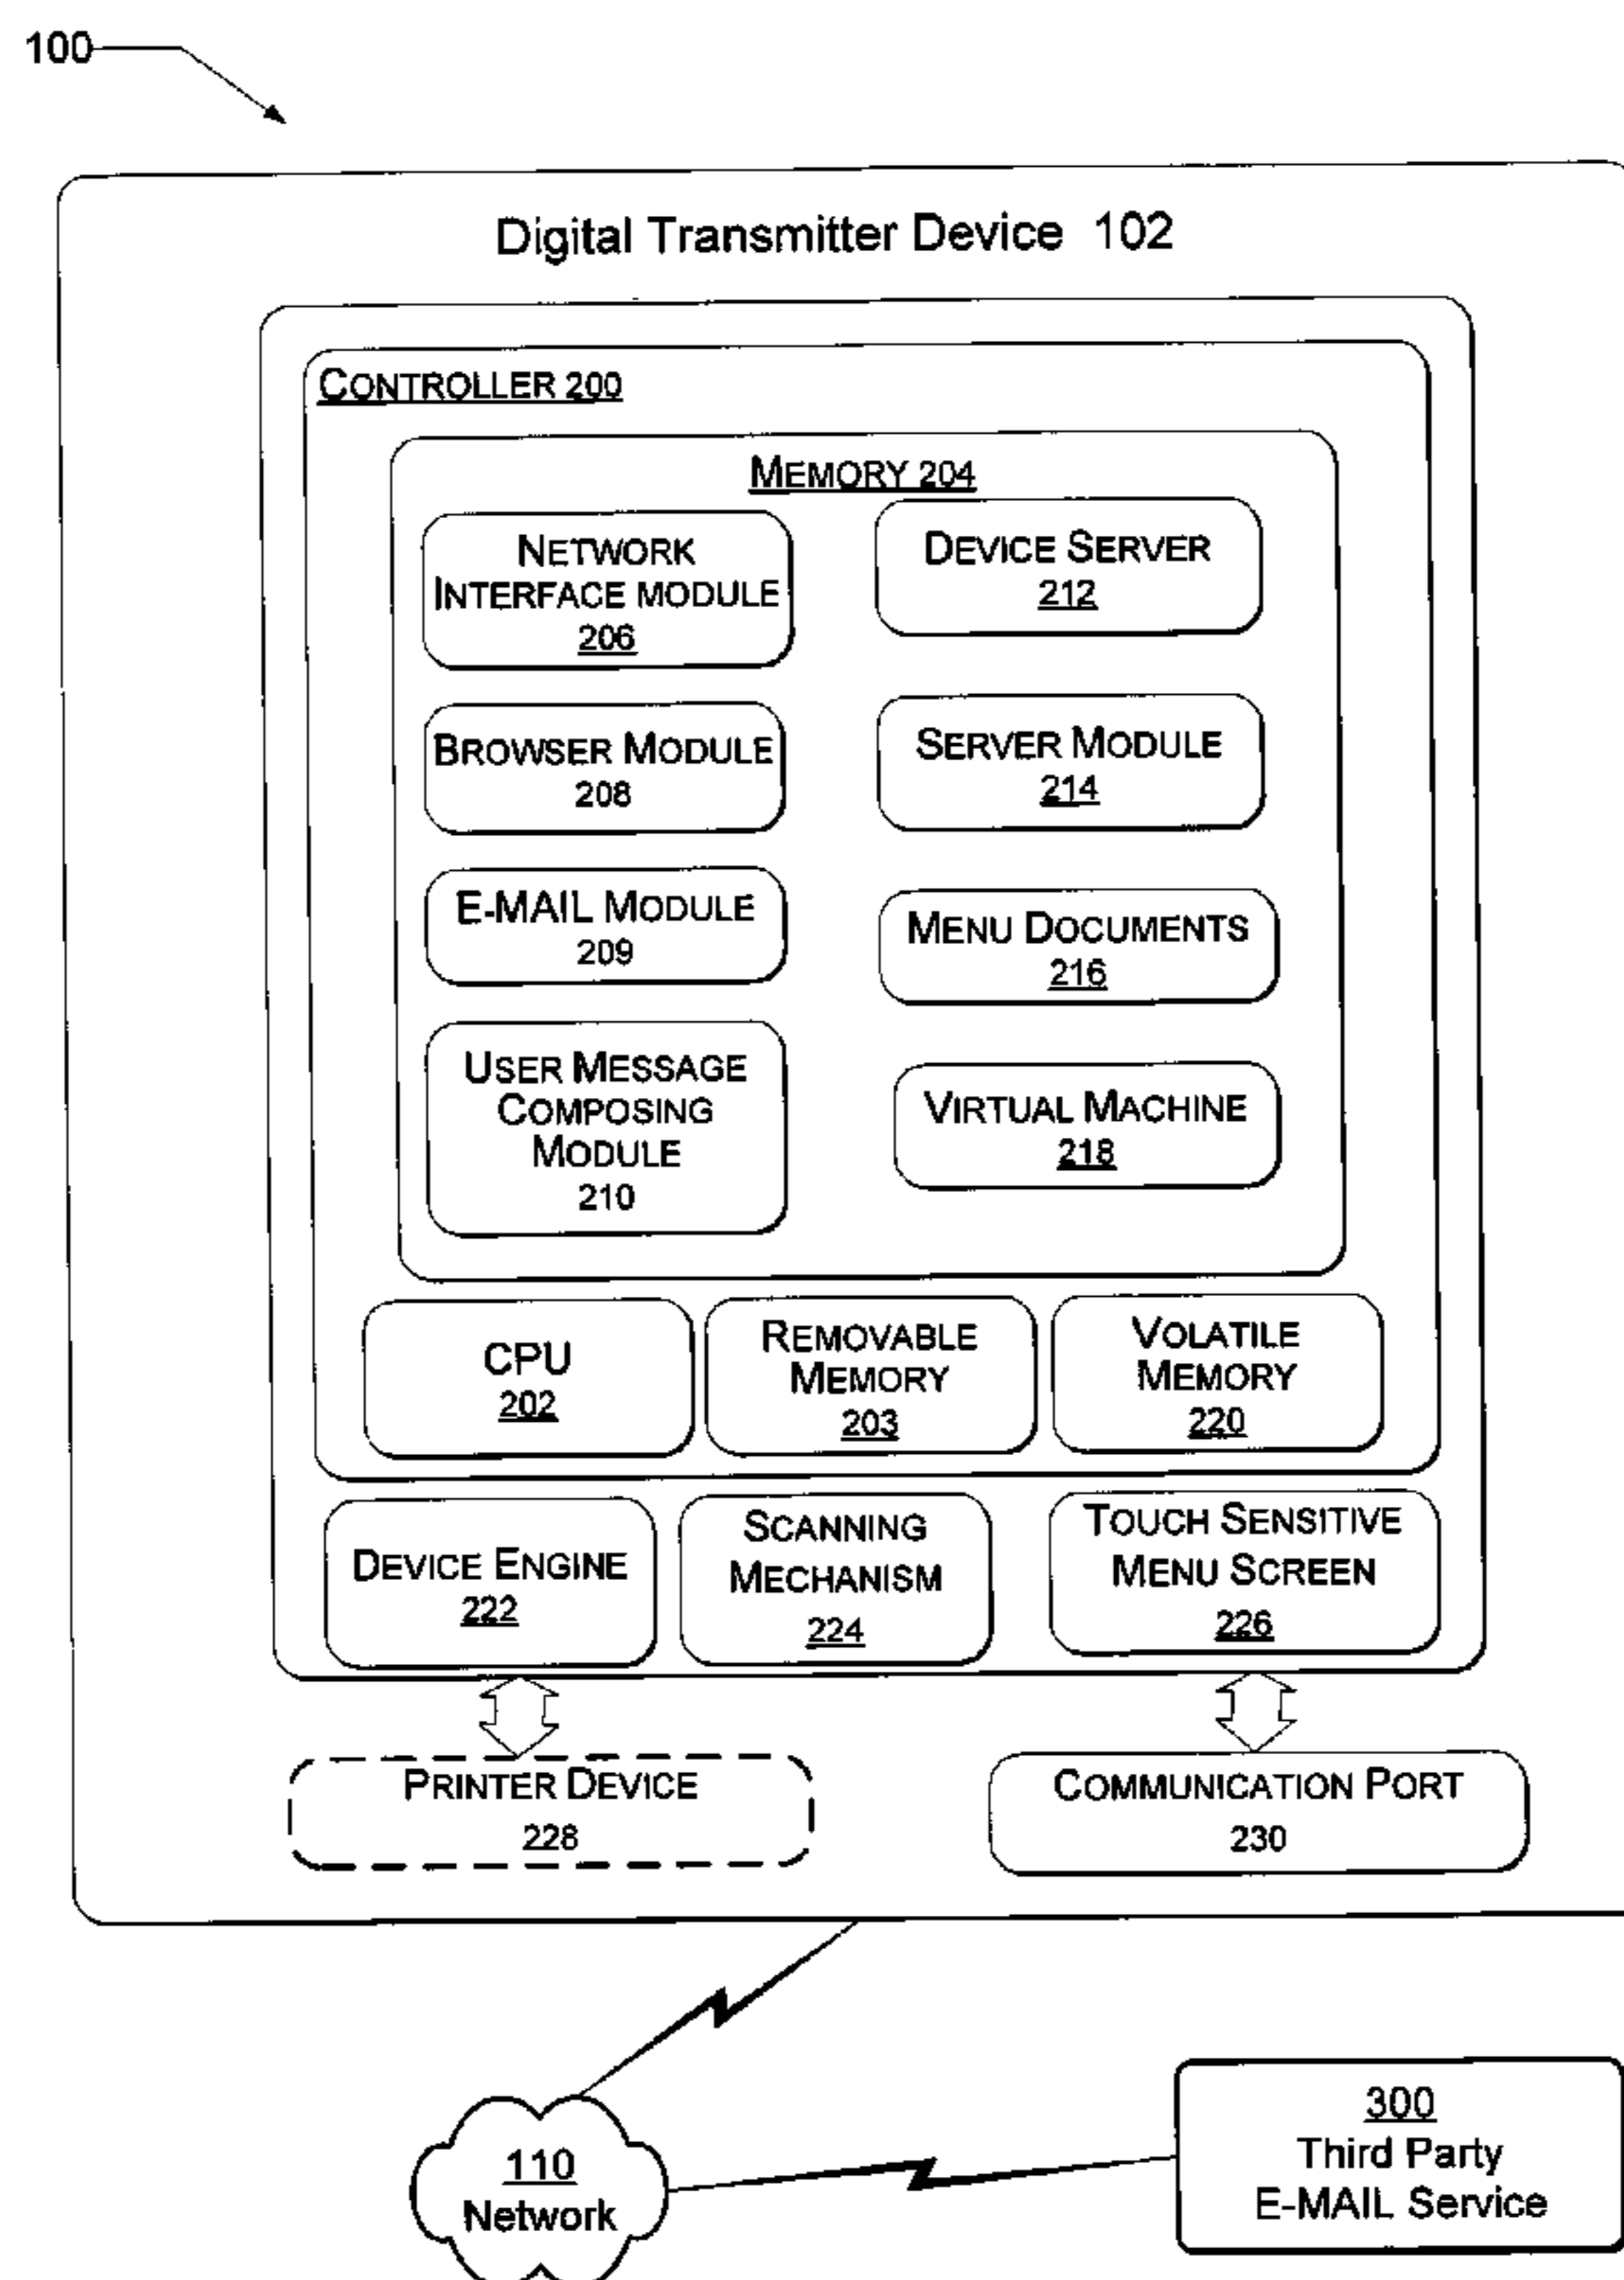 100
Digital Transmitter Device 102
CONTROLLER 200
MEMORY 204
NETWORK
INTERFACE MODULE
206
DEVICE SERVER
212
BROWSER MODULE
208
SERVER MODULE
214
E-MAIL MODULE
209
MENU DOCUMENTS
216
USER MESSAGE
COMPOSING
MODULE
210
VIRTUAL MACHINE
218
CPU
202
REMOVABLE
MEMORY
203
VOLATILE
MEMORY
220
DEVICE ENGINE
222
SCANNING
MECHANISM
224
TOUCH SENSITIVE
MENU SCREEN
226
PRINTER DEVICE
228
COMMUNICATION PORT
230
110
Network
300
Third Party
E-MAIL Service